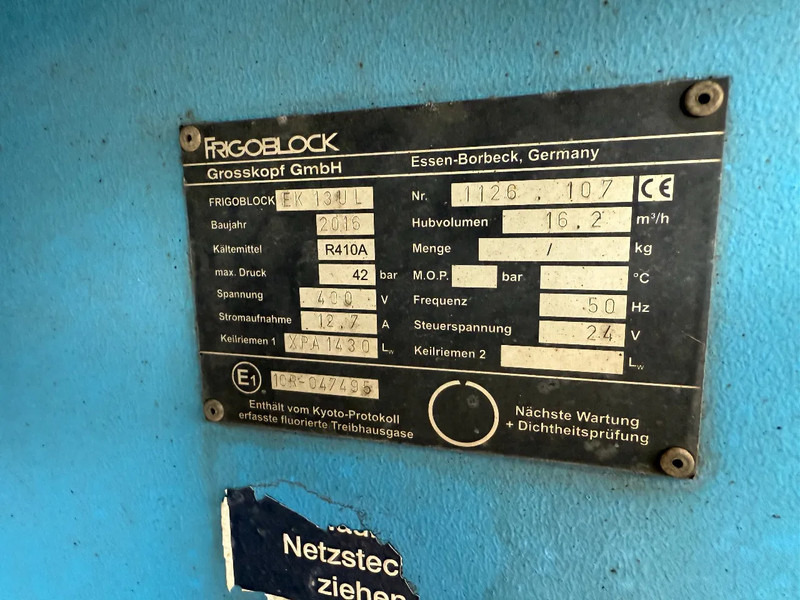 FRIGOBLOCK
Grosskopf GmbH Essen-Borbeck, Germany
FRIGOBLOCK EK 13U L Nr. 1126 . 107 CE
Baujahr 2016 Hubvolumen 16.2 m³/h
Kältemittel R410A Menge / kg
max. Druck 42 bar M.O.P. bar °C
Spannung 400 V Frequenz 50 Hz
Stromaufnahme 12.7 A Steuerspannung 24 V
Keilriemen 1 XPA1430 Lw Keilriemen 2 Lw
E1 10R-047495
Enthält vom Kyoto-Protokoll
erfasste fluorierte Treibhausgase
Nächste Wartung
+ Dichtheitsprüfung
Netzstec
ziehen